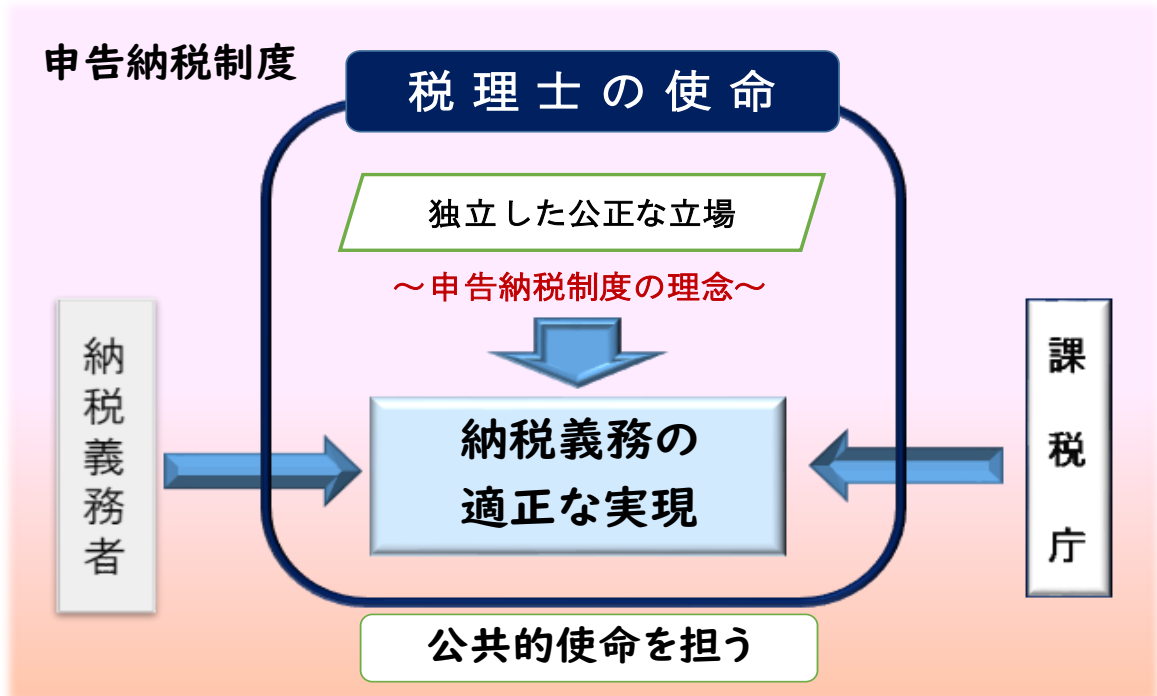 申告納税制度
税理士の使命
独立した公正な立場
～申告納税制度の理念～
納税義務者
納税義務の
適正な実現
課税庁
公共的使命を担う